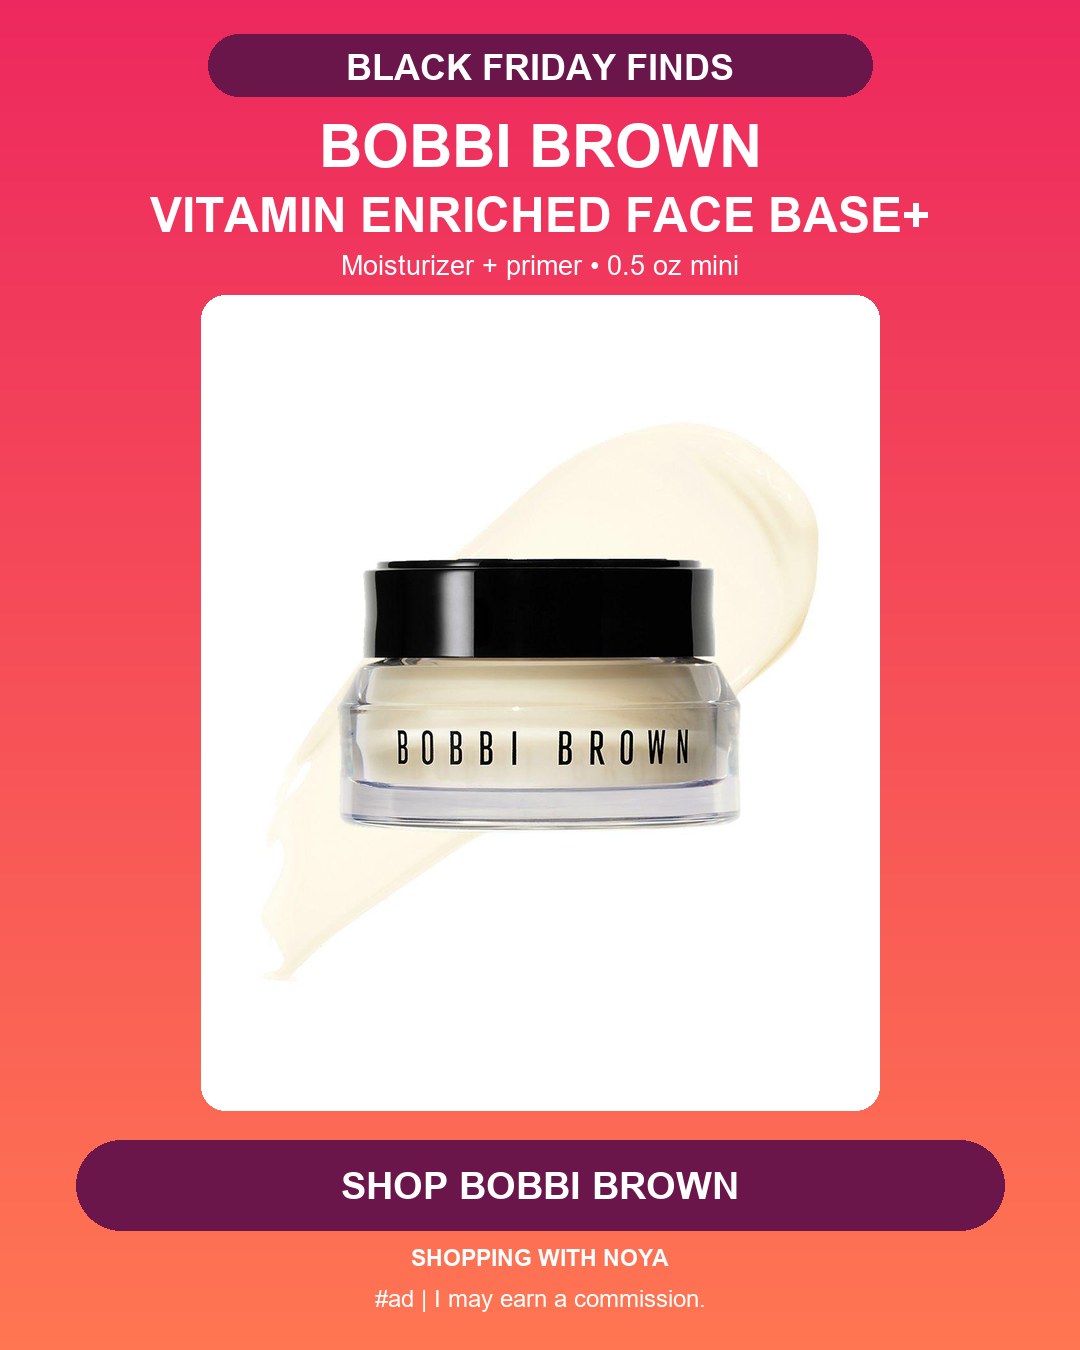 BLACK FRIDAY FINDS
BOBBI BROWN
VITAMIN ENRICHED FACE BASE+
Moisturizer + primer • 0.5 oz mini
BOBBI BROWN
SHOP BOBBI BROWN
SHOPPING WITH NOYA
#ad | I may earn a commission.